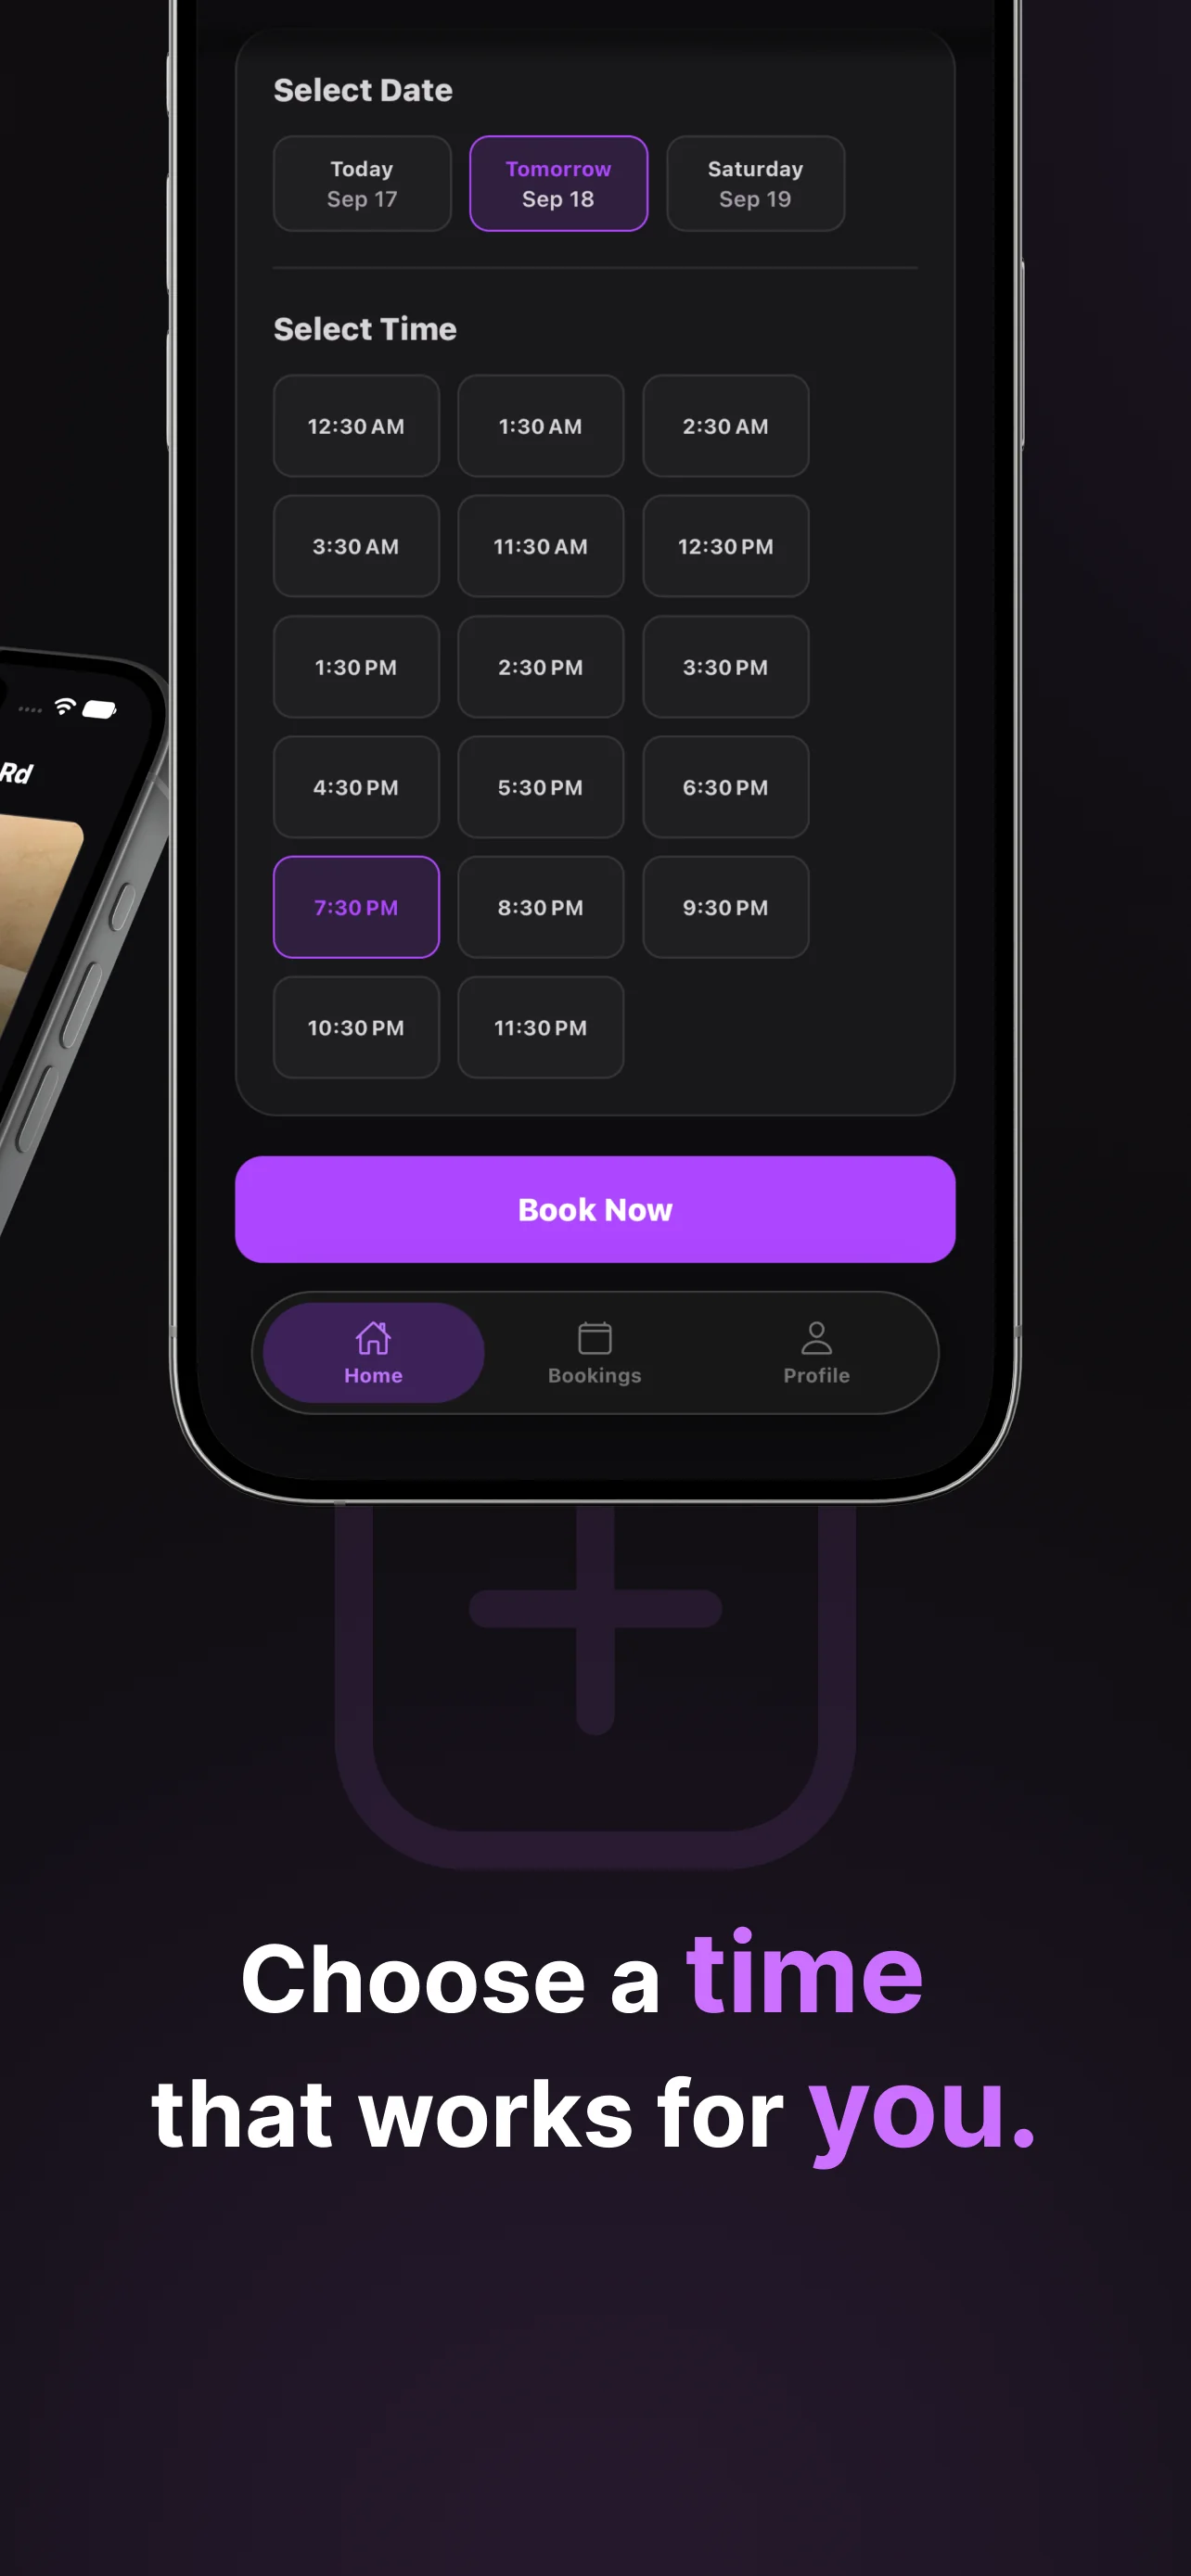 Select Date
Today Tomorrow Saturday
Sep 17 Sep 18 Sep 19
Select Time
12:30 AM 1:30 AM 2:30 AM
3:30 AM 11:30 AM 12:30 PM
1:30 PM 2:30 PM 3:30 PM
4:30 PM 5:30 PM 6:30 PM
Rd
7:30 PM 8:30 PM 9:30 PM
10:30 PM 11:30 PM
Book Now
Home Bookings Profile
Choose a time
that works for you.